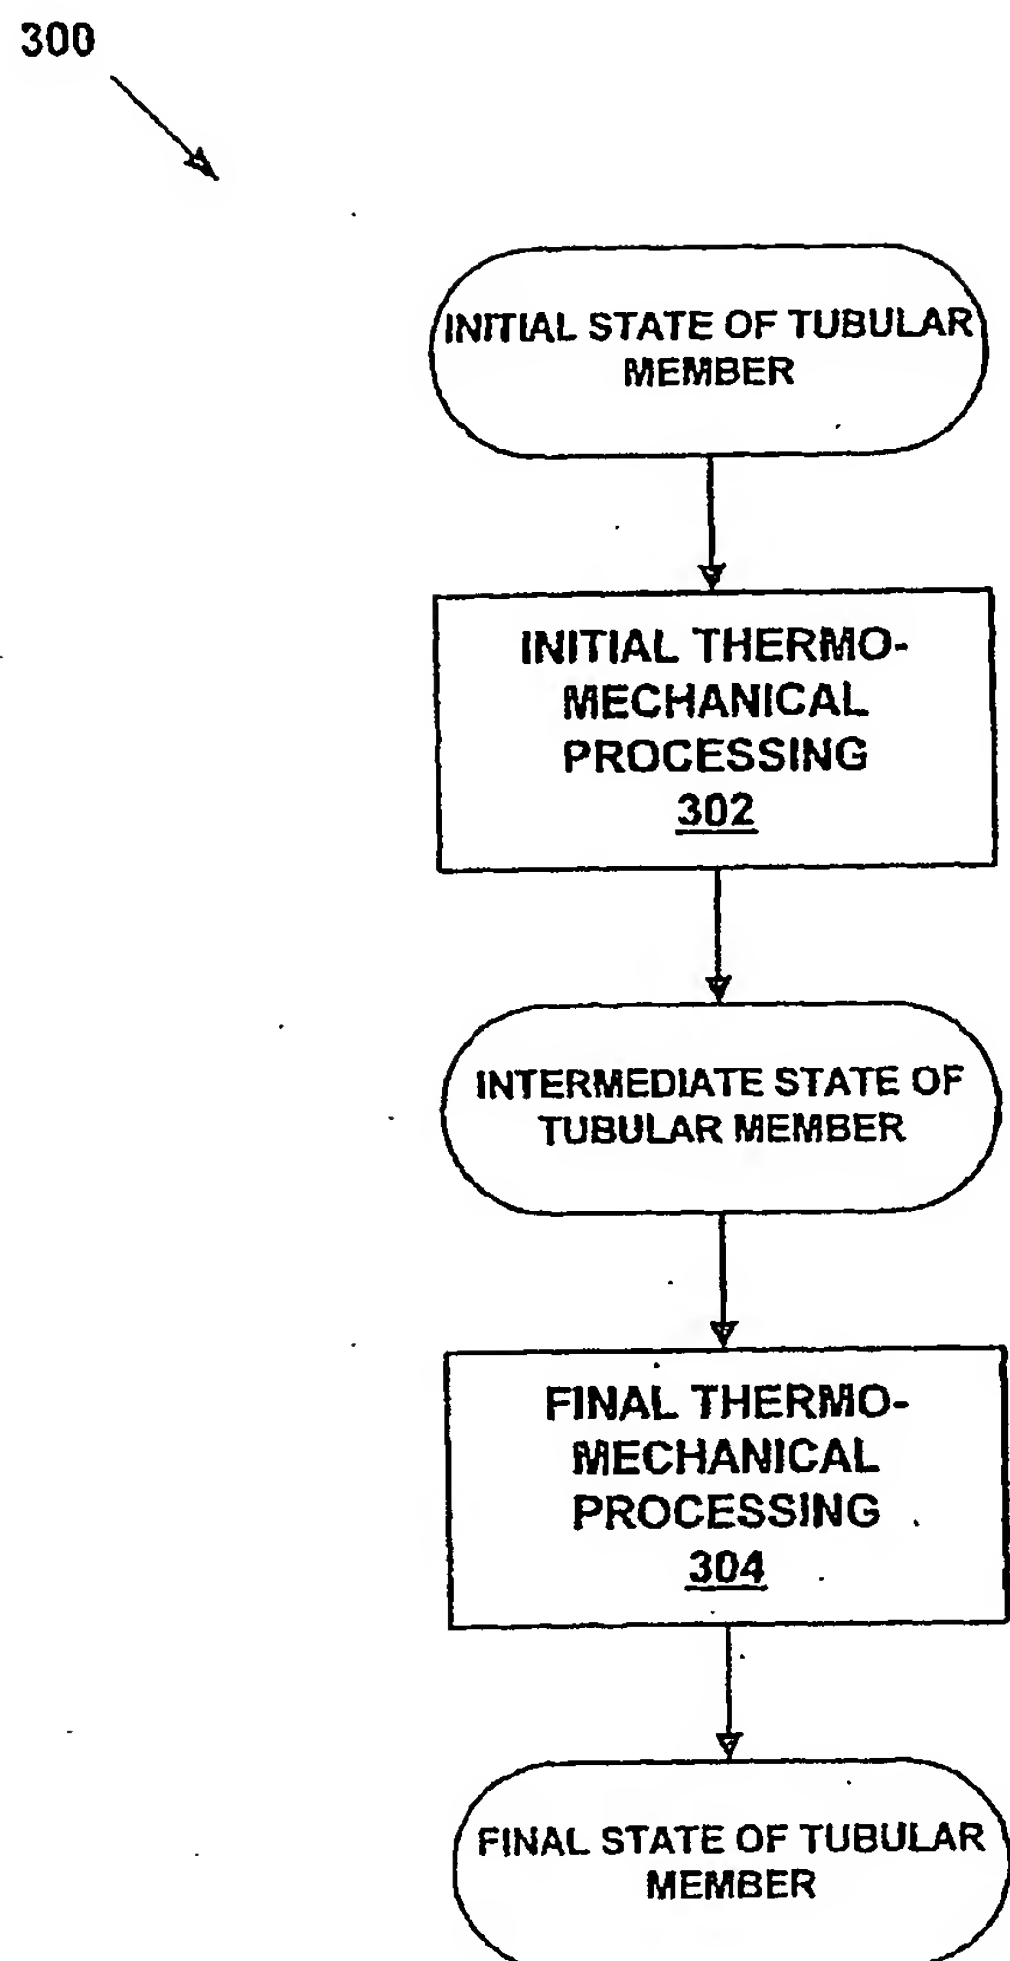 300
INITIAL STATE OF TUBULAR
MEMBER
INITIAL THERMO-
MECHANICAL
PROCESSING
302
INTERMEDIATE STATE OF
TUBULAR MEMBER
FINAL THERMO-
MECHANICAL
PROCESSING
304
FINAL STATE OF TUBULAR
MEMBER